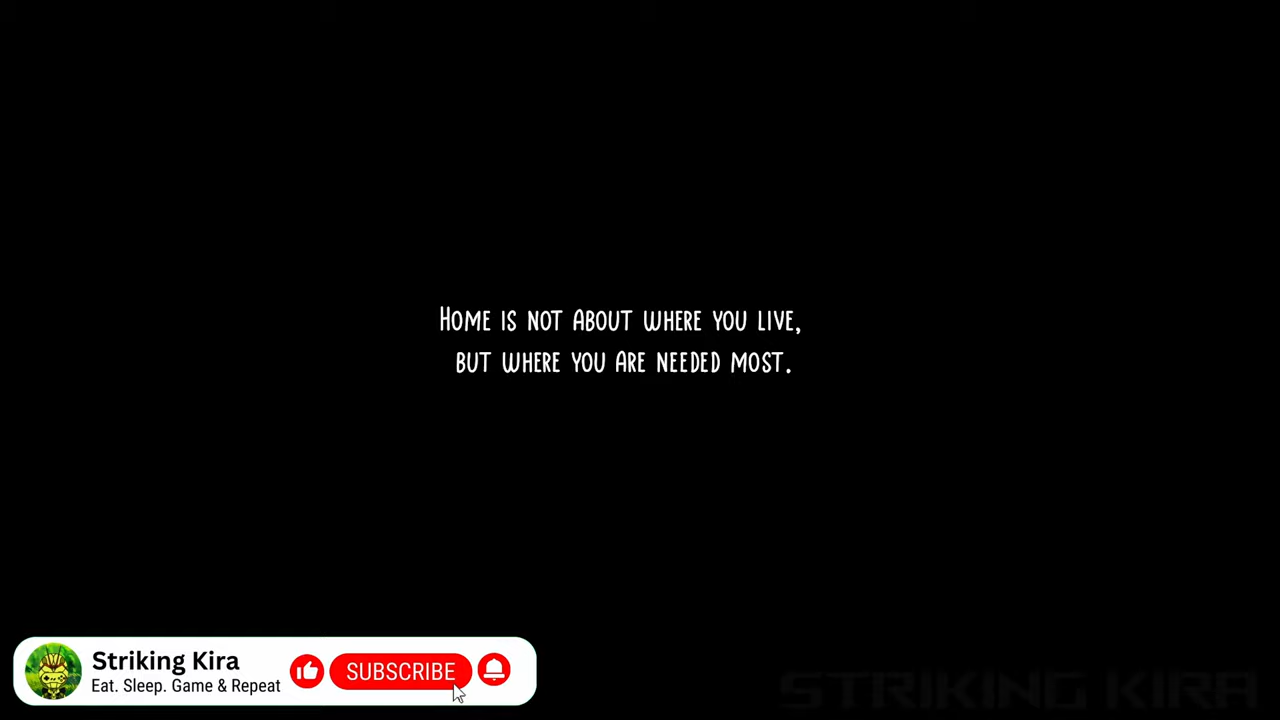 Home is not about where you live,
but where you are needed most.
Striking Kira
Eat. Sleep. Game & Repeat
SUBSCRIBE
STRIKING KIRA